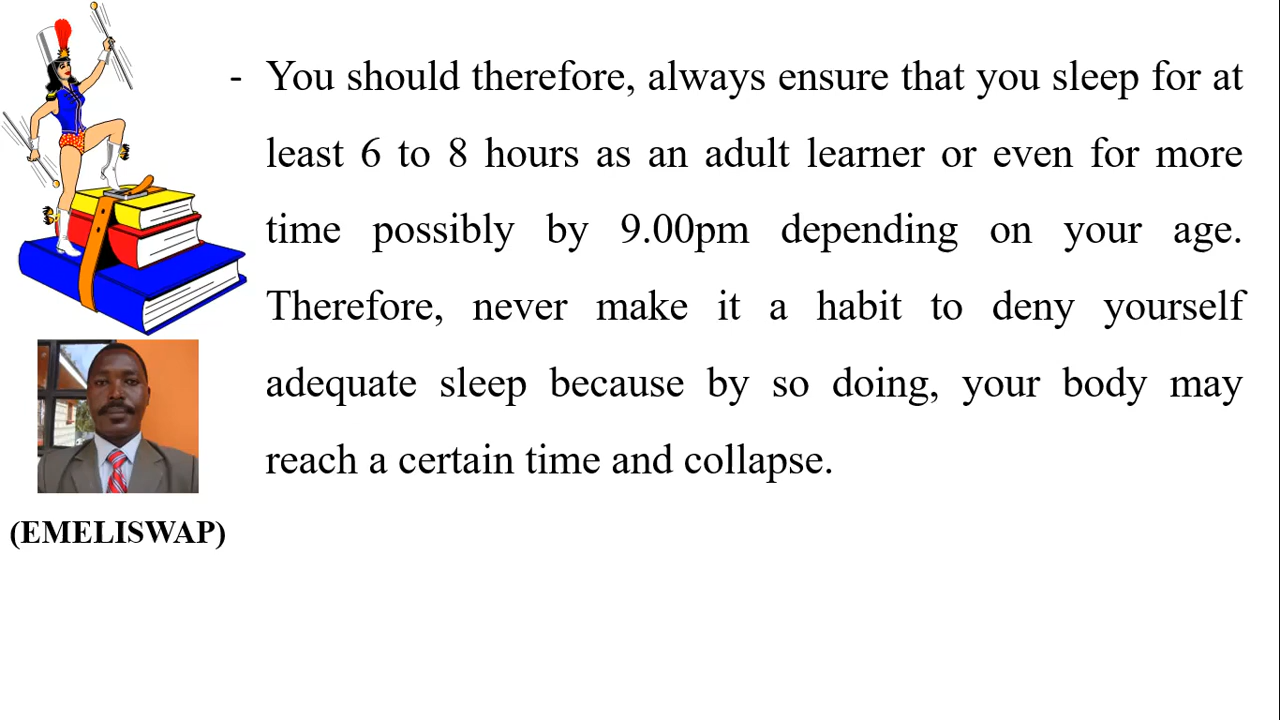 - You should therefore, always ensure that you sleep for at
least 6 to 8 hours as an adult learner or even for more
time possibly by 9.00pm depending on your age.
Therefore, never make it a habit to deny yourself
adequate sleep because by so doing, your body may
reach a certain time and collapse.
(EMELISWAP)